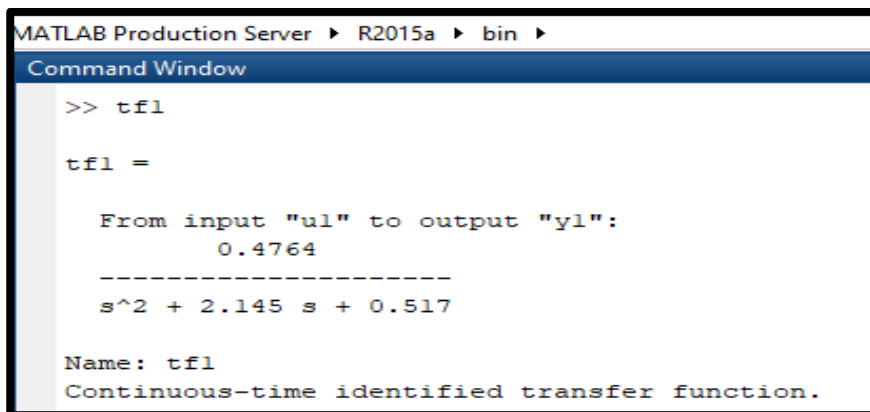 MATLAB Production Server ▶ R2015a ▶ bin ▶
Command Window
>> tf1
tf1 =
From input "u1" to output "y1":
0.4764
---------------------
s^2 + 2.145 s + 0.517
Name: tf1
Continuous-time identified transfer function.